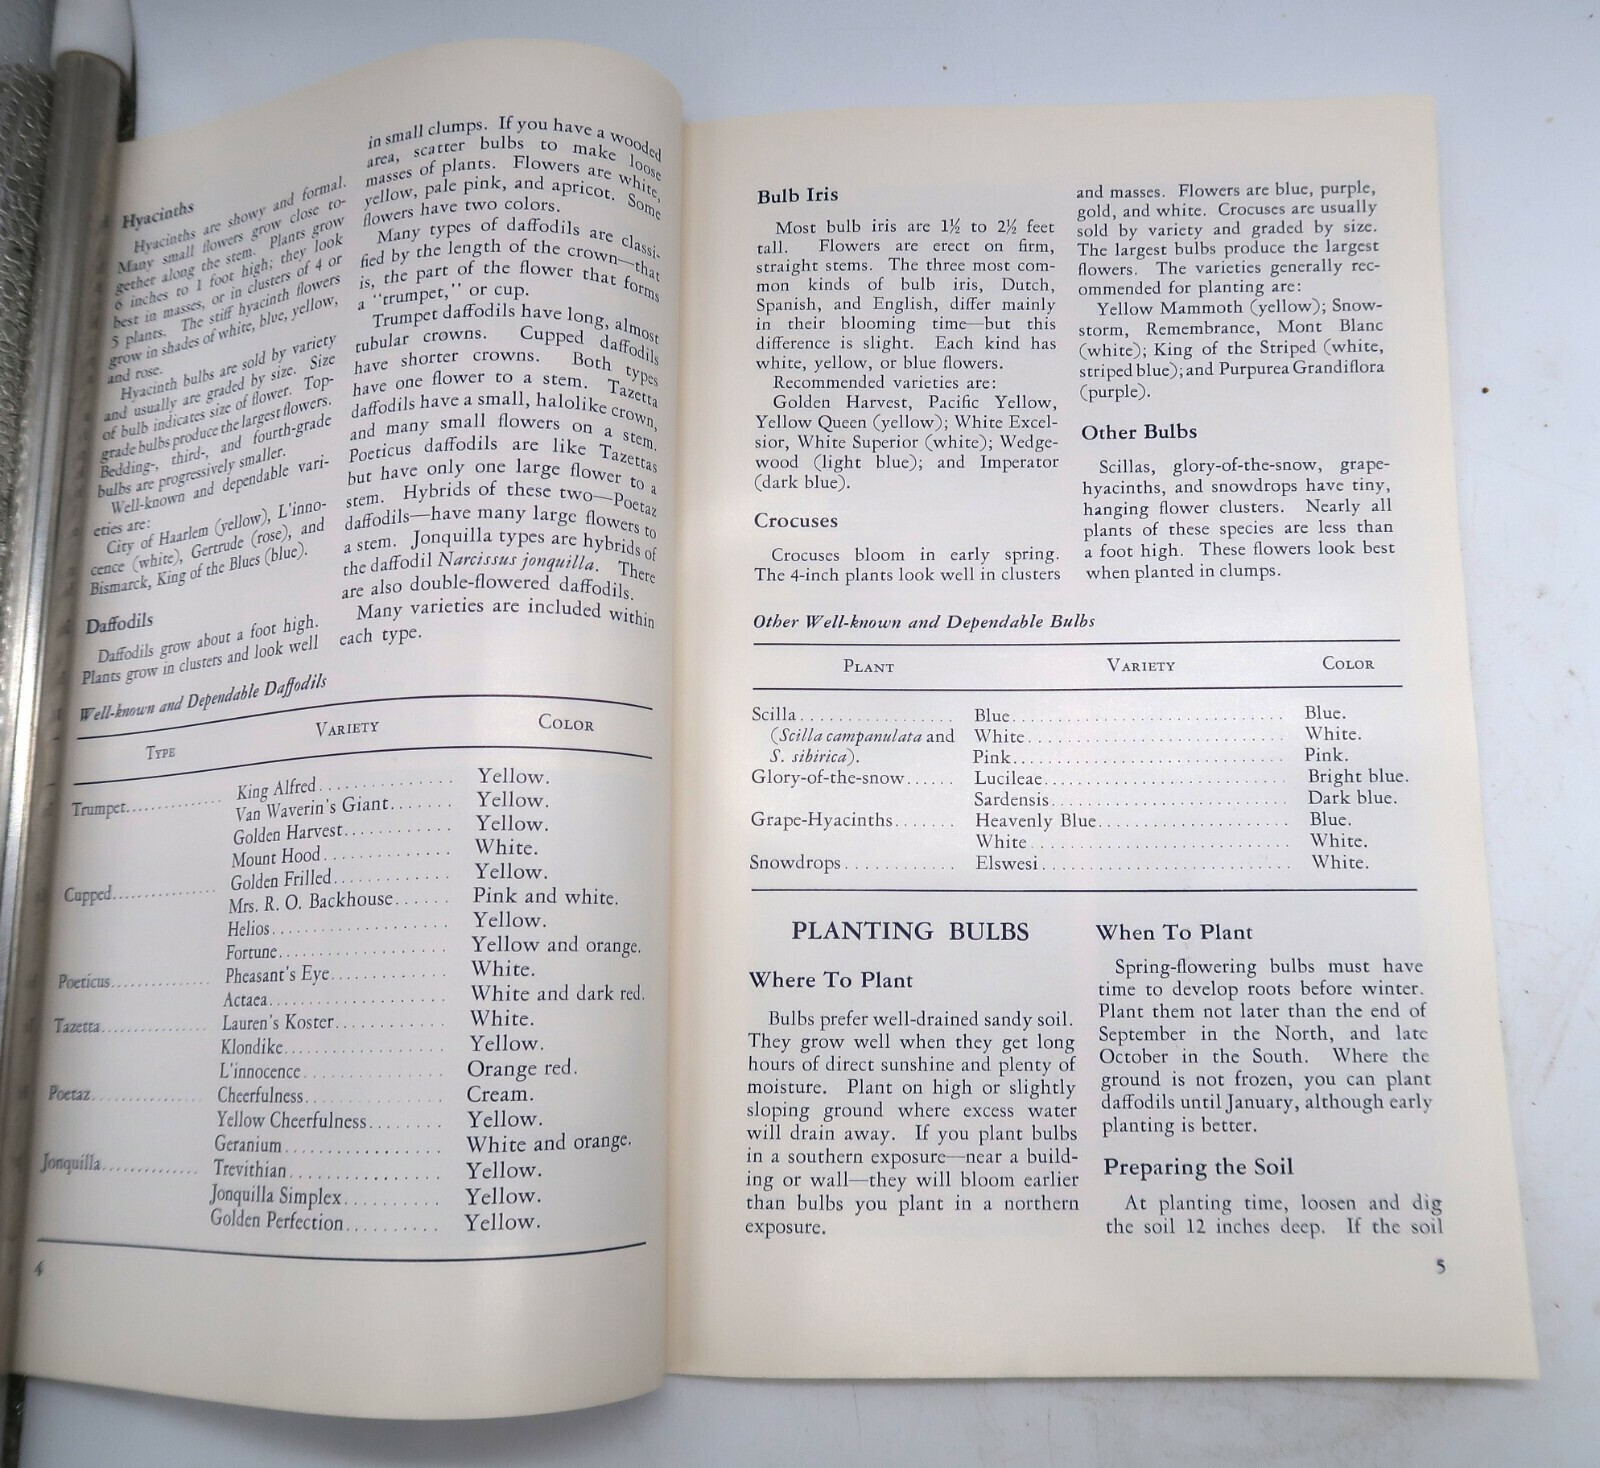 Hyacinths
Hyacinths are showy and formal.
Many small flowers grow close to-
gether along the stem. Plants grow
6 inches to 1 foot high; they look
best in masses, or in clusters of 4 or
5 plants. The stiff hyacinth flowers
grow in shades of white, blue, yellow,
and rose.
Hyacinth bulbs are sold by variety
and usually are graded by size. Size
of bulb indicates size of flower. Top-
grade bulbs produce the largest flowers.
Bedding-, third-, and fourth-grade
bulbs are progressively smaller.
Well-known and dependable vari-
eties are:
City of Haarlem (yellow), L'inno-
cence (white), Gertrude (rose), and
Bismarck, King of the Blues (blue).
Daffodils
Daffodils grow about a foot high.
Plants grow in clusters and look well
in small clumps. If you have a wooded
area, scatter bulbs to make loose
masses of plants. Flowers are white,
yellow, pale pink, and apricot. Some
flowers have two colors.
Many types of daffodils are classi-
fied by the length of the crown—that
is, the part of the flower that forms
a "trumpet," or cup.
Trumpet daffodils have long, almost
tubular crowns. Cupped daffodils
have shorter crowns. Both types
have one flower to a stem. Tazetta
daffodils have a small, halolike crown,
and many small flowers on a stem.
Poeticus daffodils are like Tazettas
but have only one large flower to a
stem. Hybrids of these two—Poetaz
daffodils—have many large flowers to
a stem. Jonquilla types are hybrids of
the daffodil Narcissus jonquilla. There
are also double-flowered daffodils.
Many varieties are included within
each type.
Well-known and Dependable Daffodils
TYPE VARIETY COLOR
Trumpet.............. King Alfred.............. Yellow.
Van Waverin's Giant....... Yellow.
Golden Harvest............ Yellow.
Mount Hood.............. White.
Golden Frilled............ Yellow.
Cupped............... Mrs. R. O. Backhouse...... Pink and white.
Helios.................. Yellow.
Fortune.................. Yellow and orange.
Poeticus.............. Pheasant's Eye............ White.
Actaea.................. White and dark red.
Tazetta............... Lauren's Koster............ White.
Klondike.................. Yellow.
L'innocence.............. Orange red.
Poetaz................ Cheerfulness.............. Cream.
Yellow Cheerfulness........ Yellow.
Geranium................. White and orange.
Jonquilla............. Trevithian................ Yellow.
Jonquilla Simplex.......... Yellow.
Golden Perfection.......... Yellow.
4
Bulb Iris
Most bulb iris are 1½ to 2½ feet
tall. Flowers are erect on firm,
straight stems. The three most com-
mon kinds of bulb iris, Dutch,
Spanish, and English, differ mainly
in their blooming time—but this
difference is slight. Each kind has
white, yellow, or blue flowers.
Recommended varieties are:
Golden Harvest, Pacific Yellow,
Yellow Queen (yellow); White Excel-
sior, White Superior (white); Wedge-
wood (light blue); and Imperator
(dark blue).
Crocuses
Crocuses bloom in early spring.
The 4-inch plants look well in clusters
and masses. Flowers are blue, purple,
gold, and white. Crocuses are usually
sold by variety and graded by size.
The largest bulbs produce the largest
flowers. The varieties generally rec-
ommended for planting are:
Yellow Mammoth (yellow); Snow-
storm, Remembrance, Mont Blanc
(white); King of the Striped (white,
striped blue); and Purpurea Grandiflora
(purple).
Other Bulbs
Scillas, glory-of-the-snow, grape-
hyacinths, and snowdrops have tiny,
hanging flower clusters. Nearly all
plants of these species are less than
a foot high. These flowers look best
when planted in clumps.
Other Well-known and Dependable Bulbs
PLANT VARIETY COLOR
Scilla................ Blue............................ Blue.
(Scilla campanulata and White.......................... White.
S. sibirica). Pink............................ Pink.
Glory-of-the-snow...... Lucileae......................... Bright blue.
Sardensis........................ Dark blue.
Grape-Hyacinths....... Heavenly Blue.................... Blue.
White........................... White.
Snowdrops............ Elswesi.......................... White.
PLANTING BULBS
Where To Plant
Bulbs prefer well-drained sandy soil.
They grow well when they get long
hours of direct sunshine and plenty of
moisture. Plant on high or slightly
sloping ground where excess water
will drain away. If you plant bulbs
in a southern exposure—near a build-
ing or wall—they will bloom earlier
than bulbs you plant in a northern
exposure.
When To Plant
Spring-flowering bulbs must have
time to develop roots before winter.
Plant them not later than the end of
September in the North, and late
October in the South. Where the
ground is not frozen, you can plant
daffodils until January, although early
planting is better.
Preparing the Soil
At planting time, loosen and dig
the soil 12 inches deep. If the soil
5